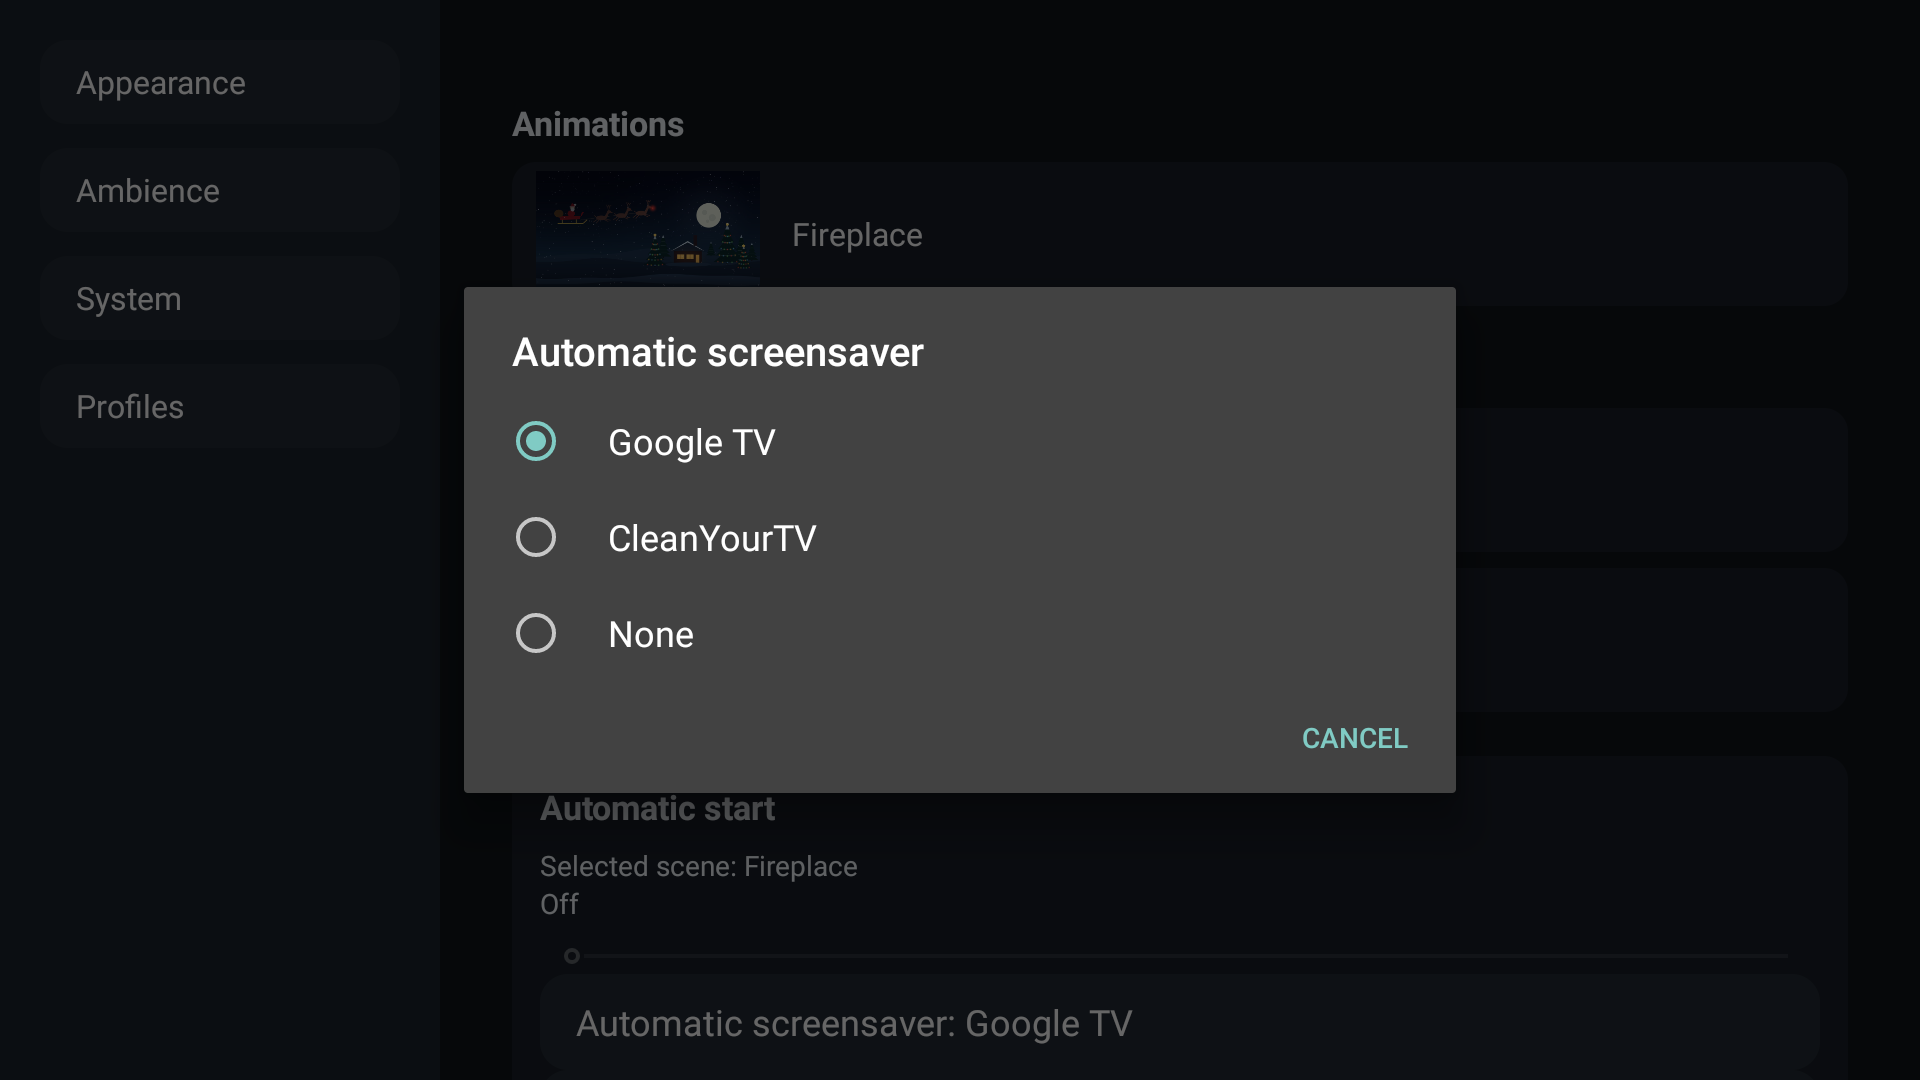 Appearance
Ambience
System
Profiles
Animations
Fireplace
Automatic screensaver
Google TV
CleanYourTV
None
CANCEL
Automatic start
Selected scene: Fireplace
Off
Automatic screensaver: Google TV